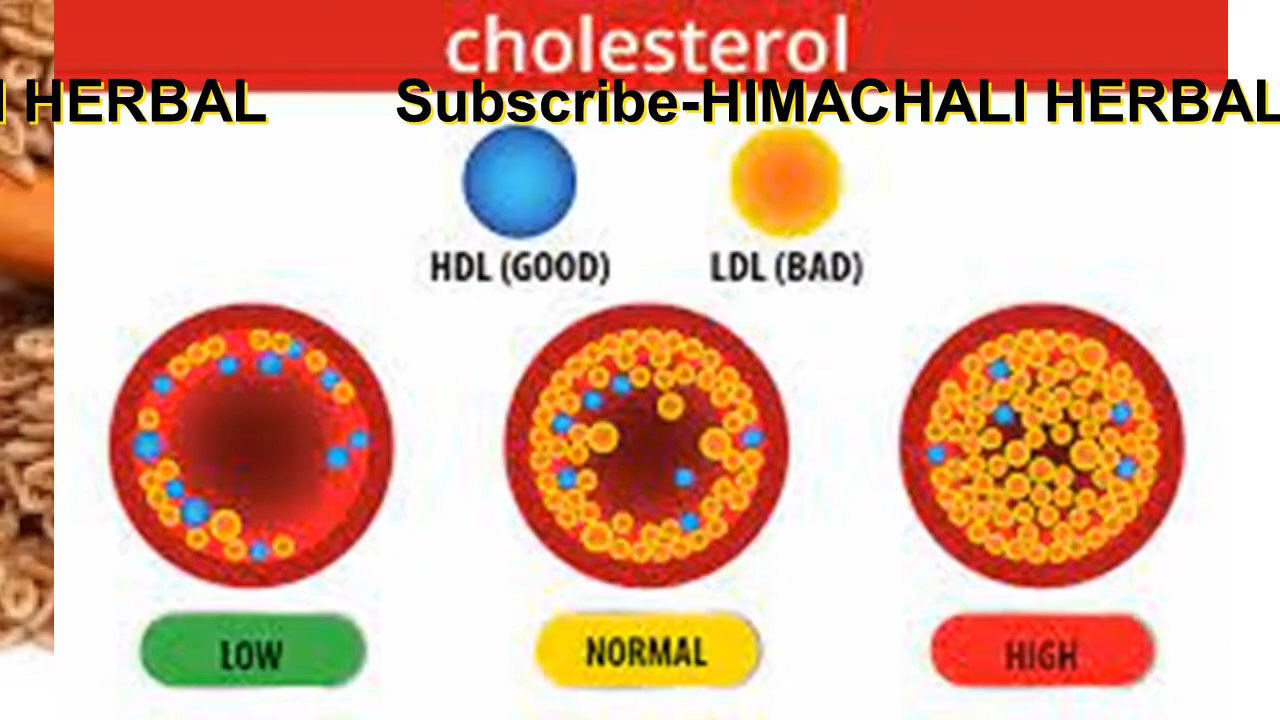 cholesterol
HERBAL Subscribe-HIMACHALI HERBAL
HDL (GOOD) LDL (BAD)
LOW NORMAL HIGH